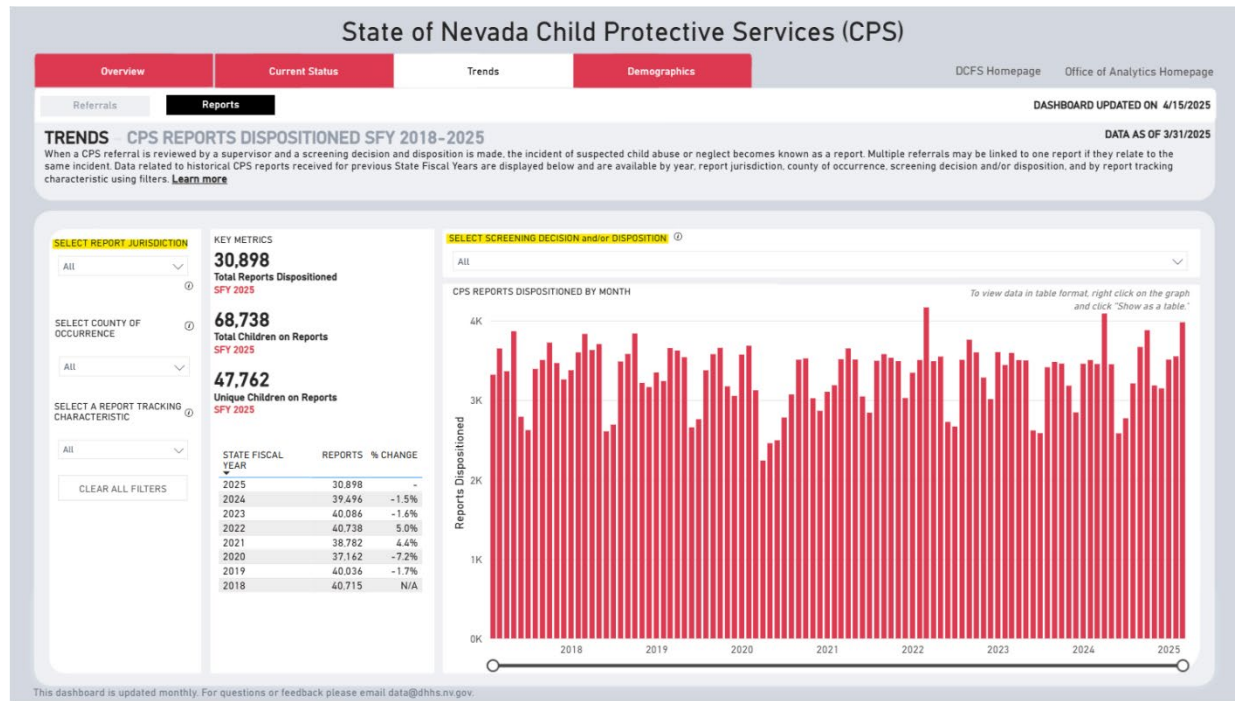 State of Nevada Child Protective Services (CPS)
Overview
Current Status
Trends
Demographics
DCFS Homepage
Office of Analytics Homepage
Referrals
Reports
DASHBOARD UPDATED ON 4/15/2025
TRENDS - CPS REPORTS DISPOSITIONED SFY 2018-2025
DATA AS OF 3/31/2025
When a CPS referral is reviewed by a supervisor and a screening decision and disposition is made, the incident of suspected child abuse or neglect becomes known as a report. Multiple referrals may be linked to one report if they relate to the
same incident. Data related to historical CPS reports received for previous State Fiscal Years are displayed below and are available by year, report jurisdiction, county of occurrence, screening decision and/or disposition, and by report tracking
characteristic using filters. Learn more
SELECT REPORT JURISDICTION
All
SELECT COUNTY OF
OCCURRENCE
All
SELECT A REPORT TRACKING
CHARACTERISTIC
All
CLEAR ALL FILTERS
KEY METRICS
30,898
Total Reports Dispositioned
SFY 2025
68,738
Total Children on Reports
SFY 2025
47,762
Unique Children on Reports
SFY 2025
STATE FISCAL YEAR REPORTS % CHANGE
2025 30,898 -
2024 39,496 -1.5%
2023 40,086 -1.6%
2022 40,738 5.0%
2021 38,782 4.4%
2020 37,162 -7.2%
2019 40,036 -1.7%
2018 40,715 N/A
SELECT SCREENING DECISION and/or DISPOSITION
All
CPS REPORTS DISPOSITIONED BY MONTH
To view data in table format, right click on the graph
and click "Show as a table."
Reports Dispositioned
4K
3K
2K
1K
0K
2018 2019 2020 2021 2022 2023 2024 2025
This dashboard is updated monthly. For questions or feedback please email data@dhhs.nv.gov.